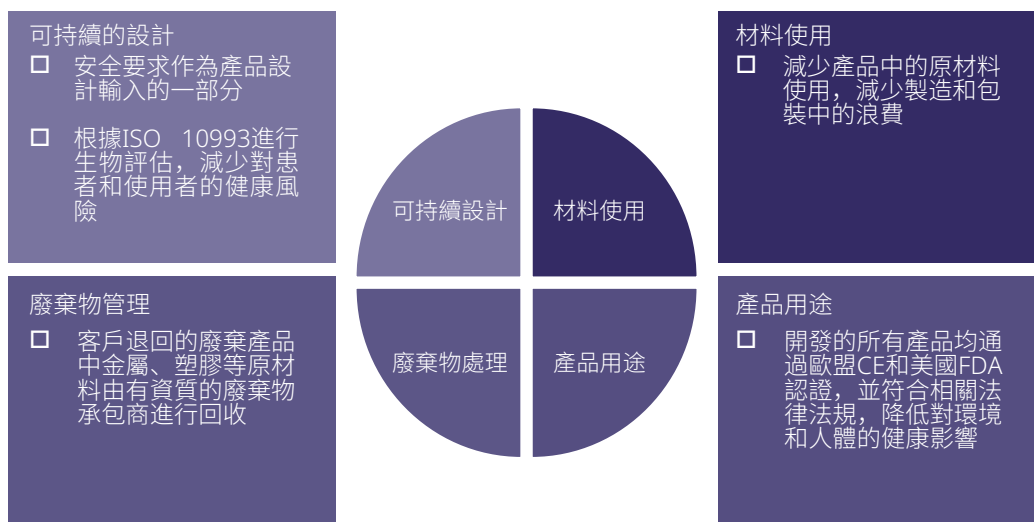 可持續的設計
安全要求作為產品設
計輸入的一部分
根據ISO 10993進行
生物評估，減少對患
者和使用者的健康風
險
材料使用
減少產品中的原材料
使用，減少製造和包
裝中的浪費
可持續設計
材料使用
廢棄物處理
產品用途
廢棄物管理
客戶退回的廢棄產品
中金屬、塑膠等原材
料由有資質的廢棄物
承包商進行回收
產品用途
開發的所有產品均通
過歐盟CE和美國FDA
認證，並符合相關法
律法規，降低對環境
和人體的健康影響